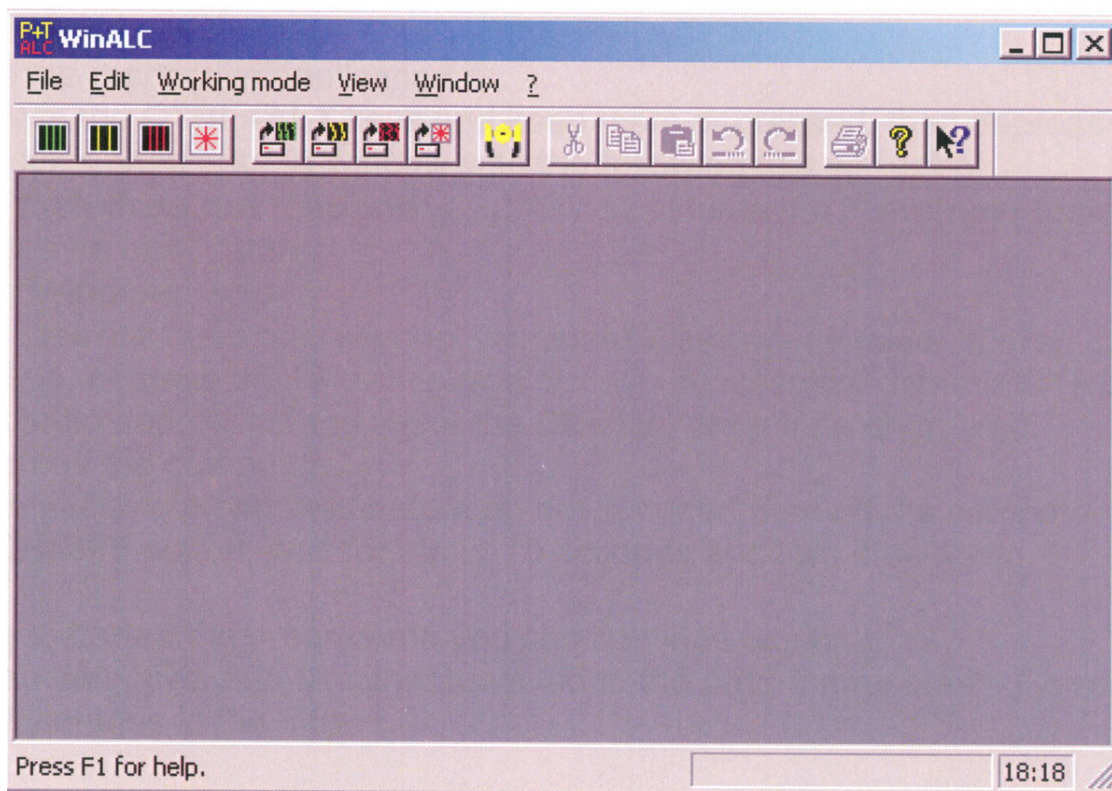 P+T
ALC WinALC
File Edit Working mode View Window ?
Press F1 for help.
18:18